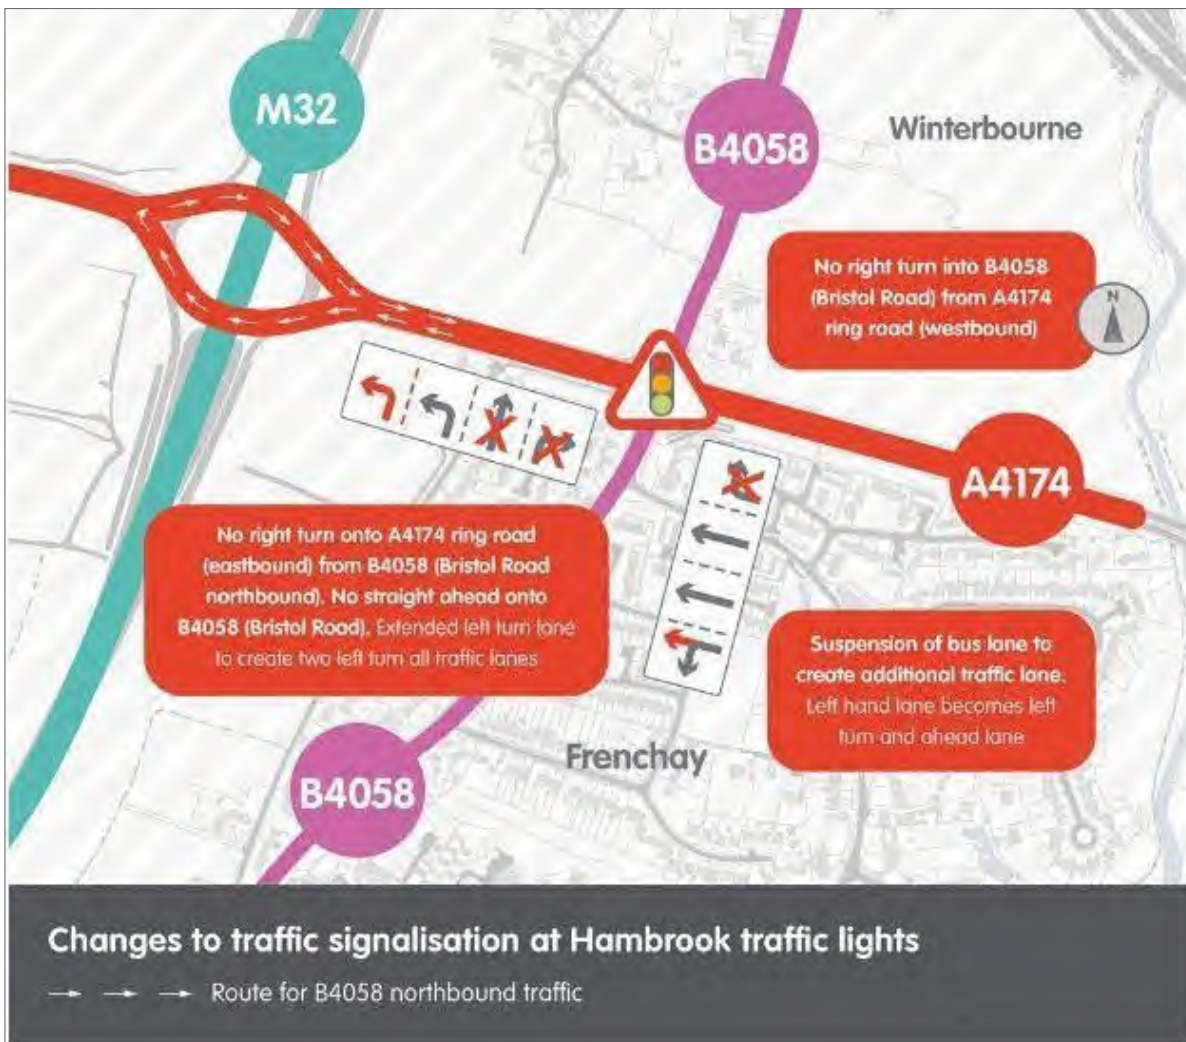 M32
B4058
Winterbourne
No right turn into B4058
(Bristol Road) from A4174
ring road (westbound)
N
A4174
No right turn onto A4174 ring road
(eastbound) from B4058 (Bristol Road
northbound). No straight ahead onto
B4058 (Bristol Road). Extended left turn lane
to create two left turn all traffic lanes
Suspension of bus lane to
create additional traffic lane.
Left hand lane becomes left
turn and ahead lane
Frenchay
B4058
Changes to traffic signalisation at Hambrook traffic lights
Route for B4058 northbound traffic